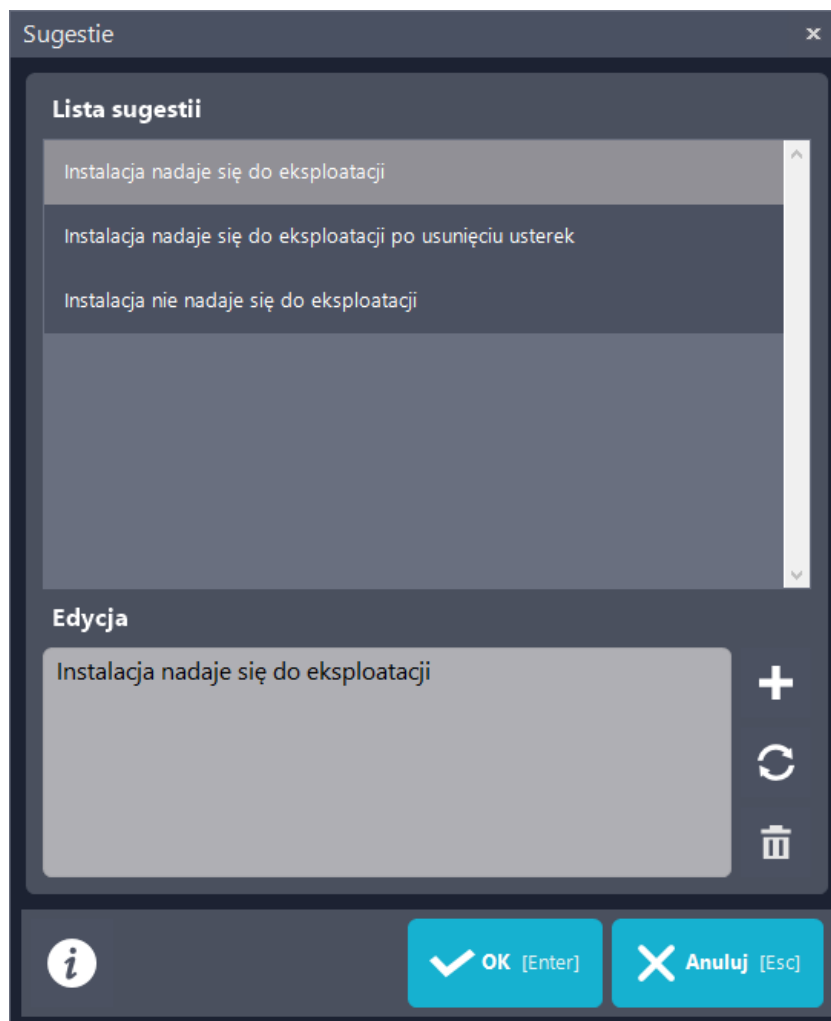 Sugestie
Lista sugestii
Instalacja nadaje się do eksploatacji
Instalacja nadaje się do eksploatacji po usunięciu usterek
Instalacja nie nadaje się do eksploatacji
Edycja
Instalacja nadaje się do eksploatacji
OK [Enter]
Anuluj [Esc]